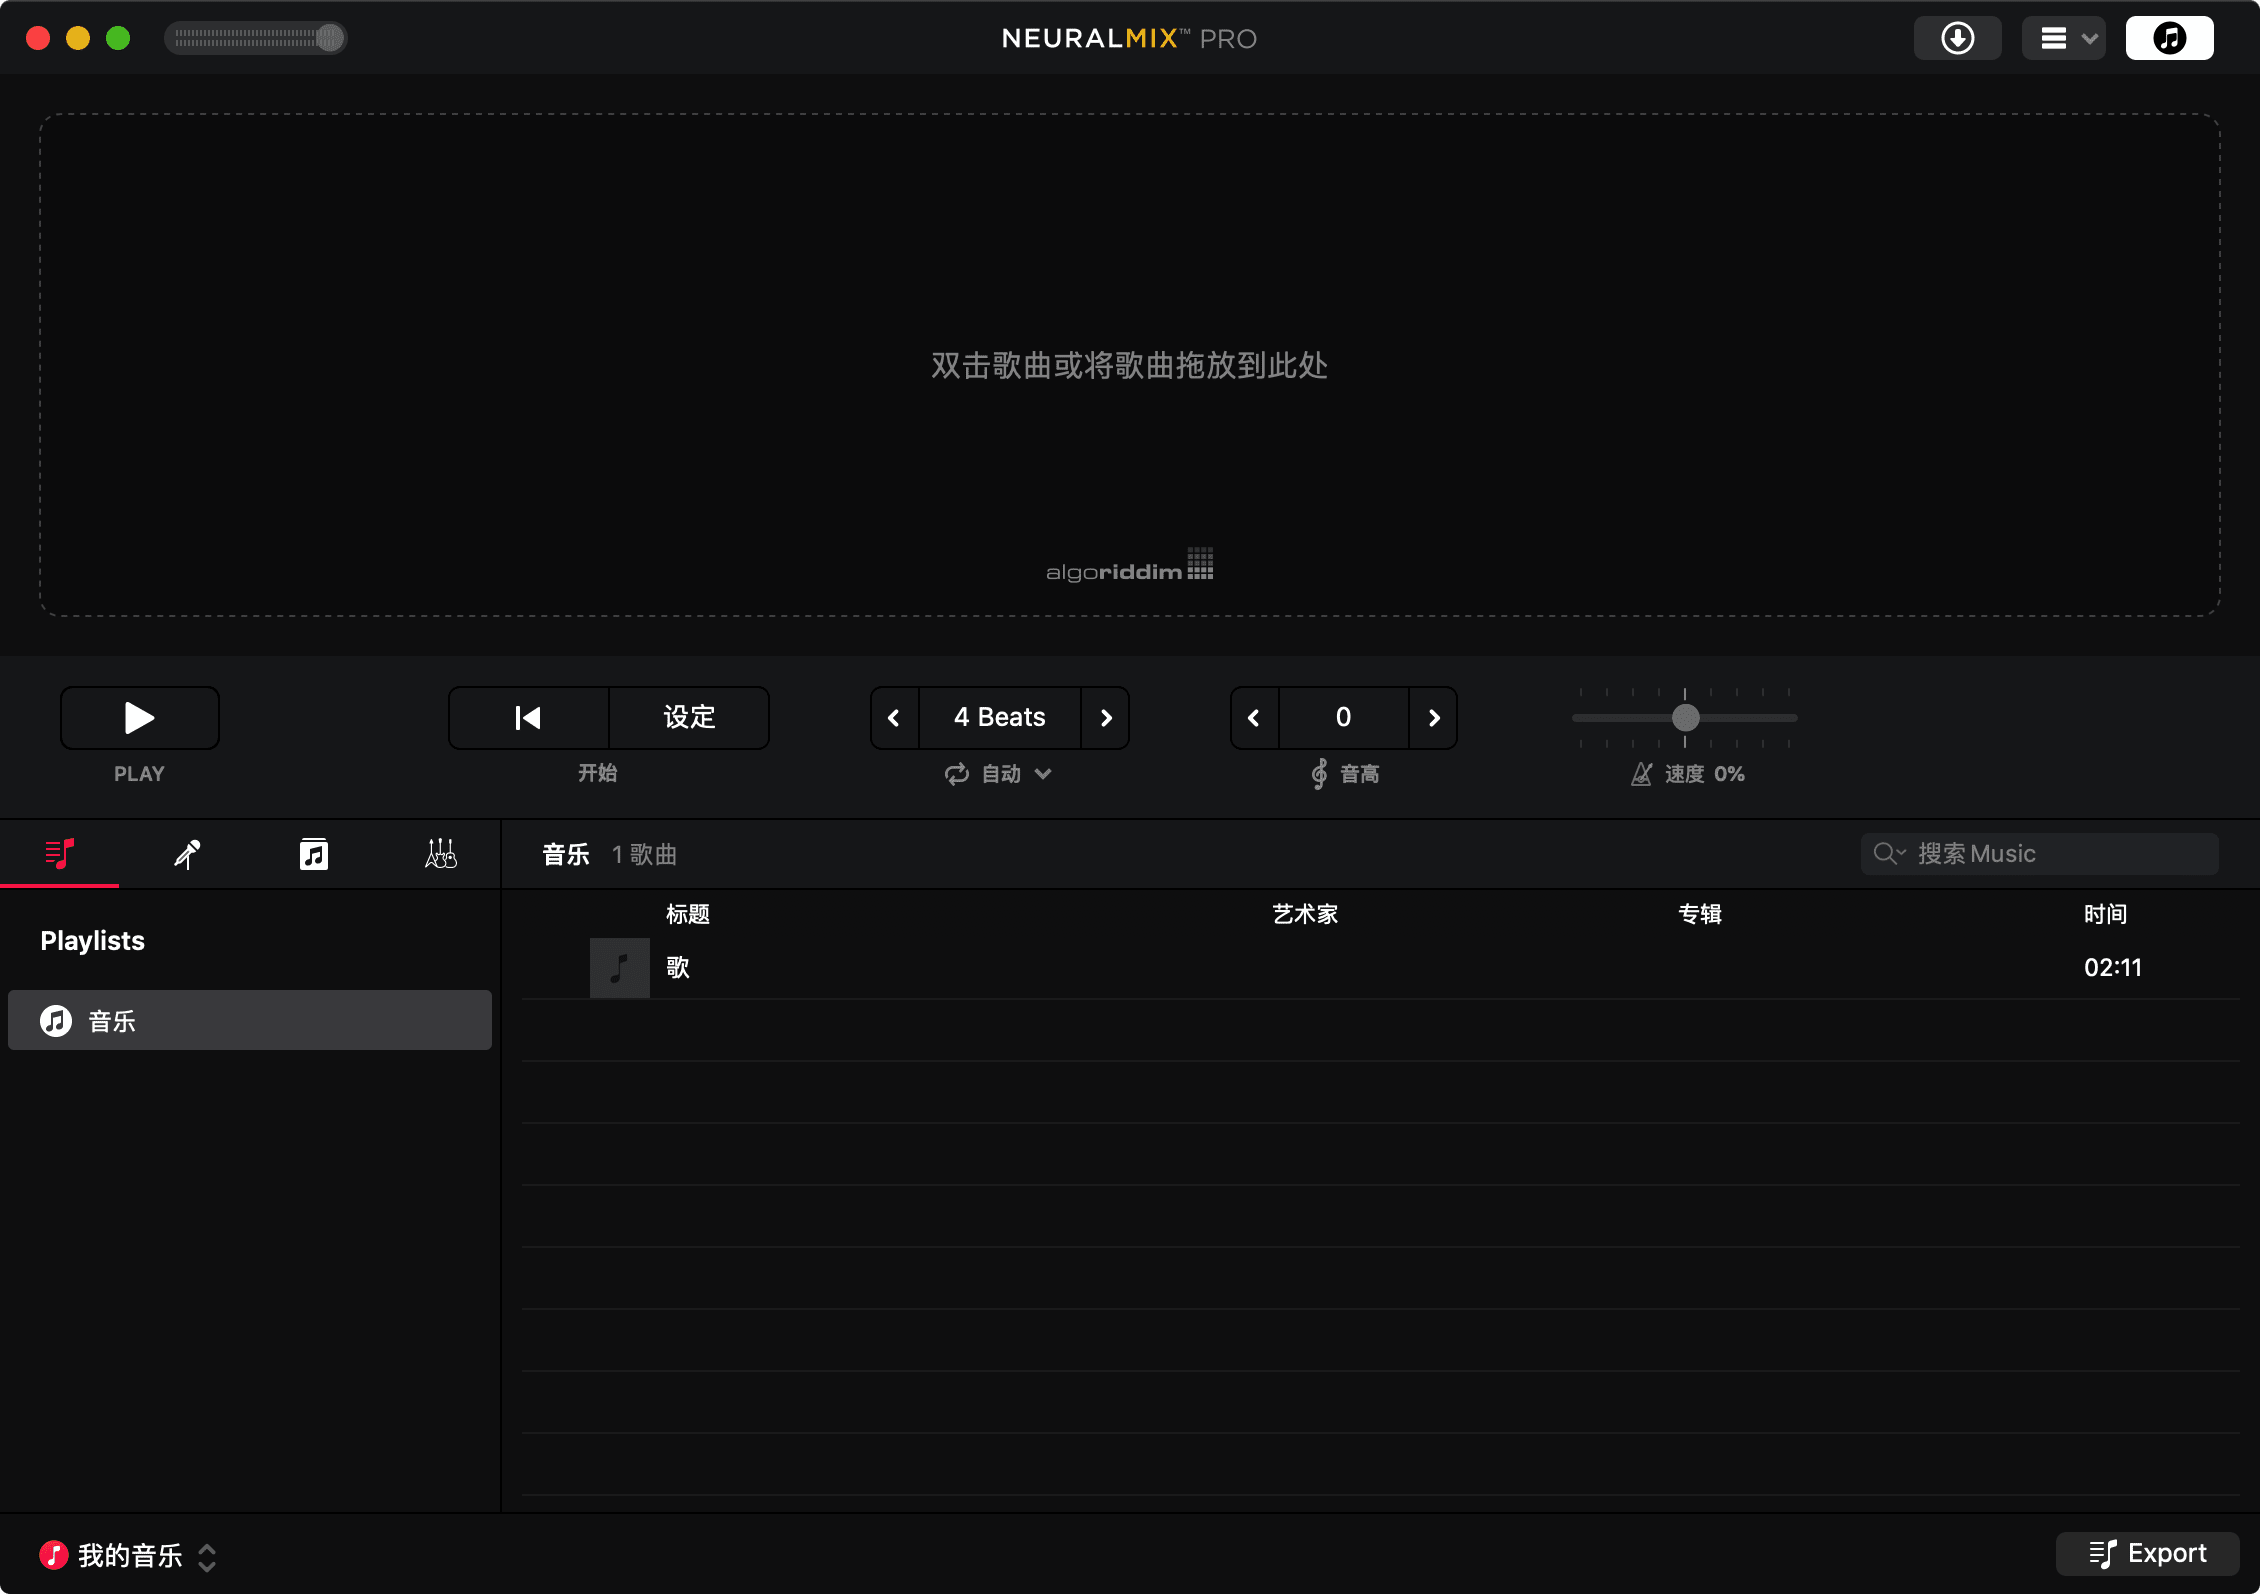 NEURALMIX™ PRO
双击歌曲或将歌曲拖放到此处
algoriddim
设定
4 Beats
0
PLAY
开始
自动
音高
速度 0%
音乐 1 歌曲
搜索 Music
标题 艺术家 专辑 时间
Playlists
歌 02:11
音乐
我的音乐
Export